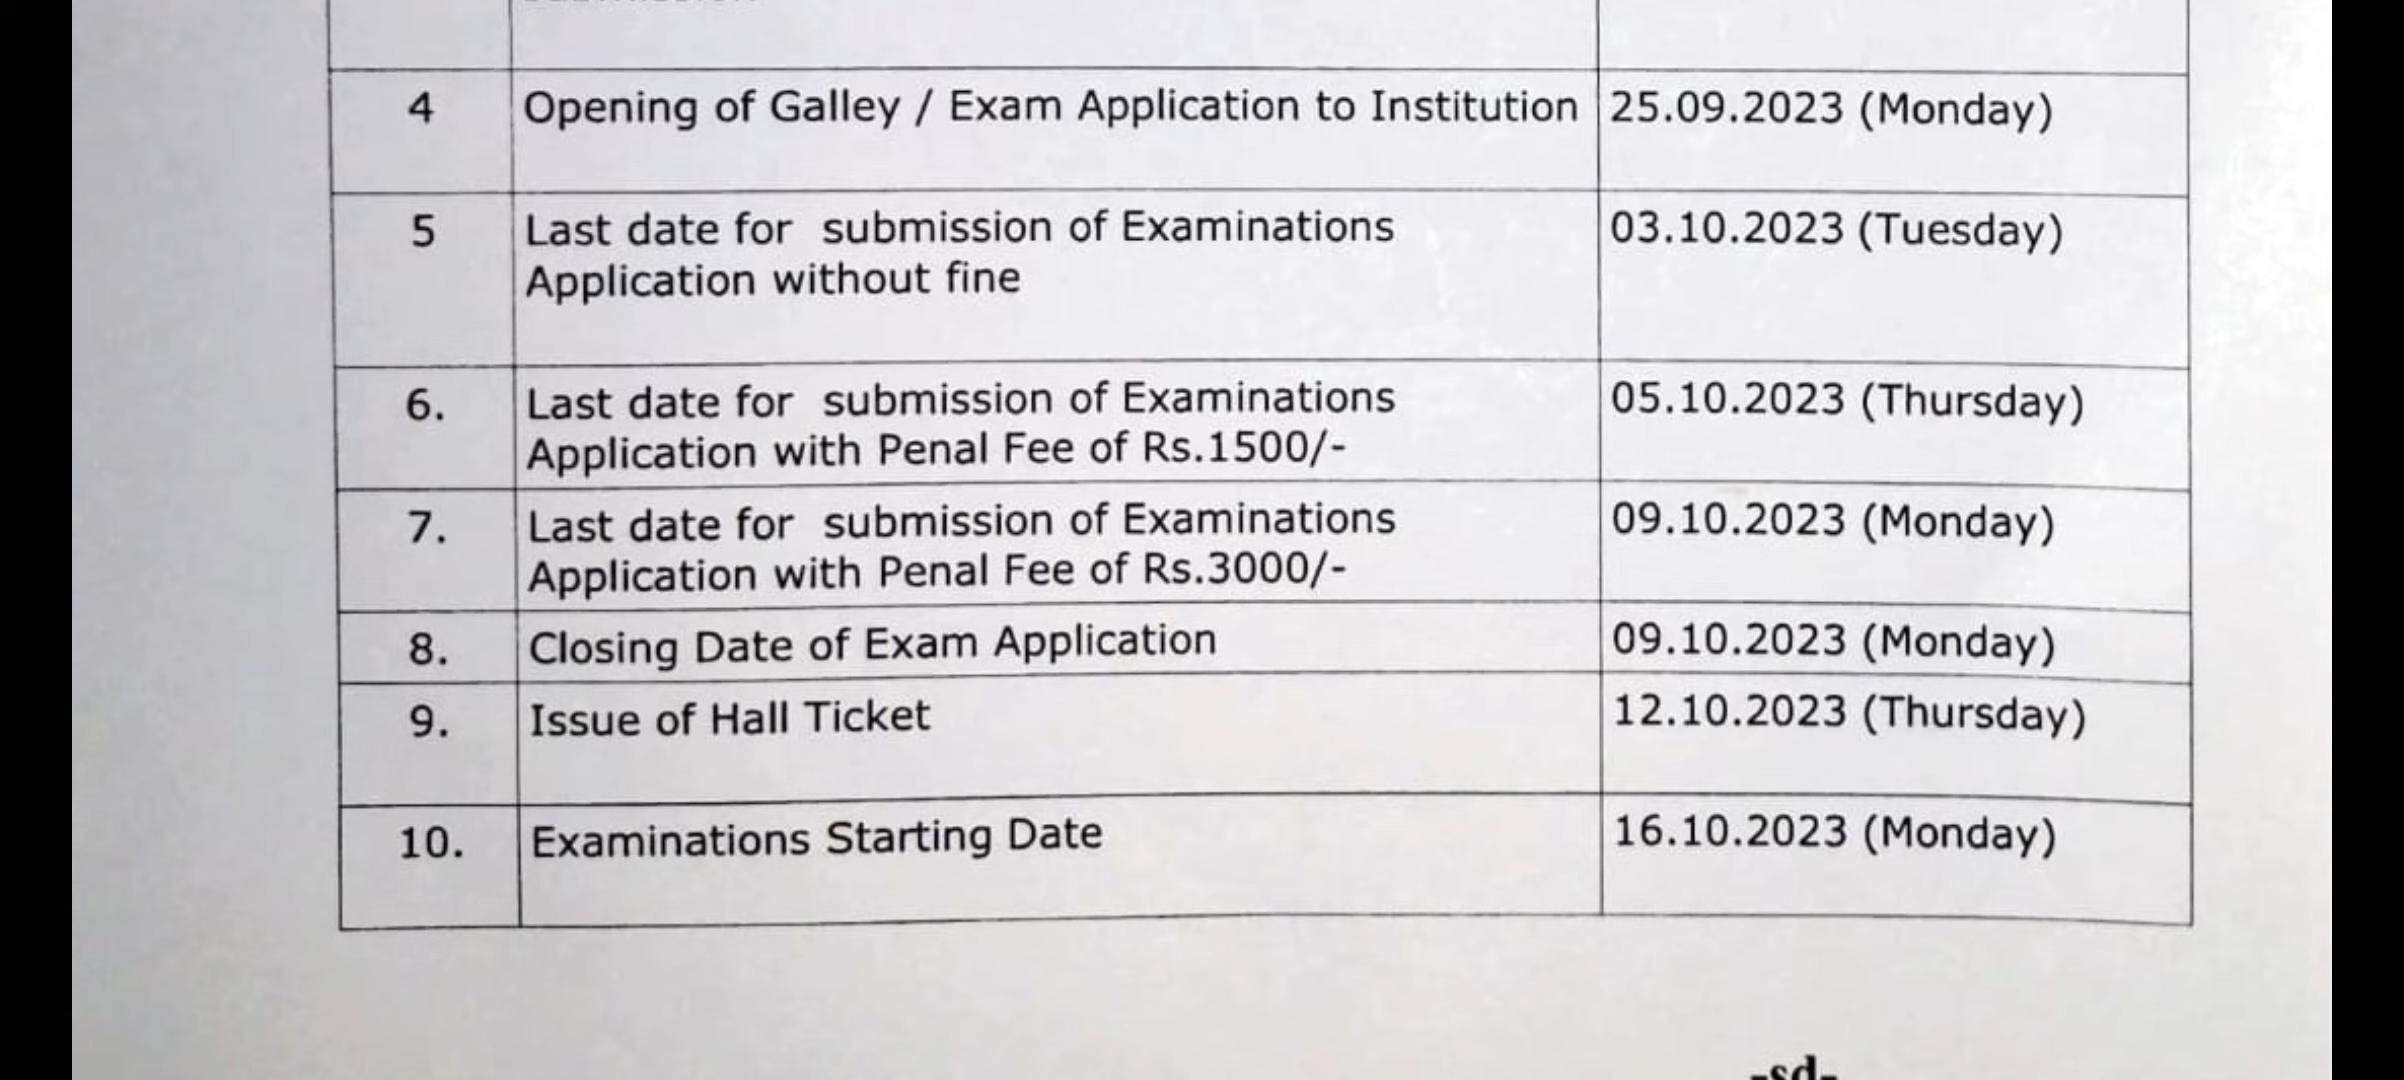 4 Opening of Galley / Exam Application to Institution 25.09.2023 (Monday)
5 Last date for submission of Examinations 03.10.2023 (Tuesday)
Application without fine
6. Last date for submission of Examinations 05.10.2023 (Thursday)
Application with Penal Fee of Rs.1500/-
7. Last date for submission of Examinations 09.10.2023 (Monday)
Application with Penal Fee of Rs.3000/-
8. Closing Date of Exam Application 09.10.2023 (Monday)
9. Issue of Hall Ticket 12.10.2023 (Thursday)
10. Examinations Starting Date 16.10.2023 (Monday)
-sd-